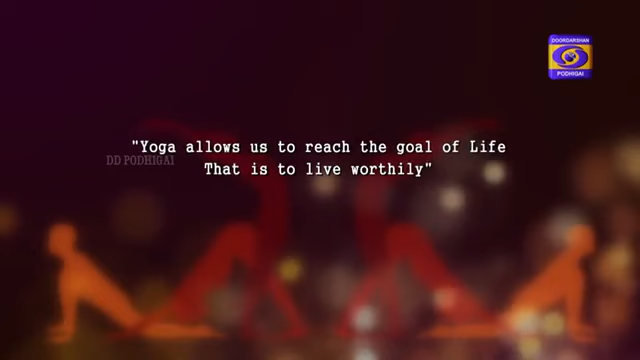 DOORDARSHAN
PODHIGAI
"Yoga allows us to reach the goal of Life
DD PODHIGAI
That is to live worthily"